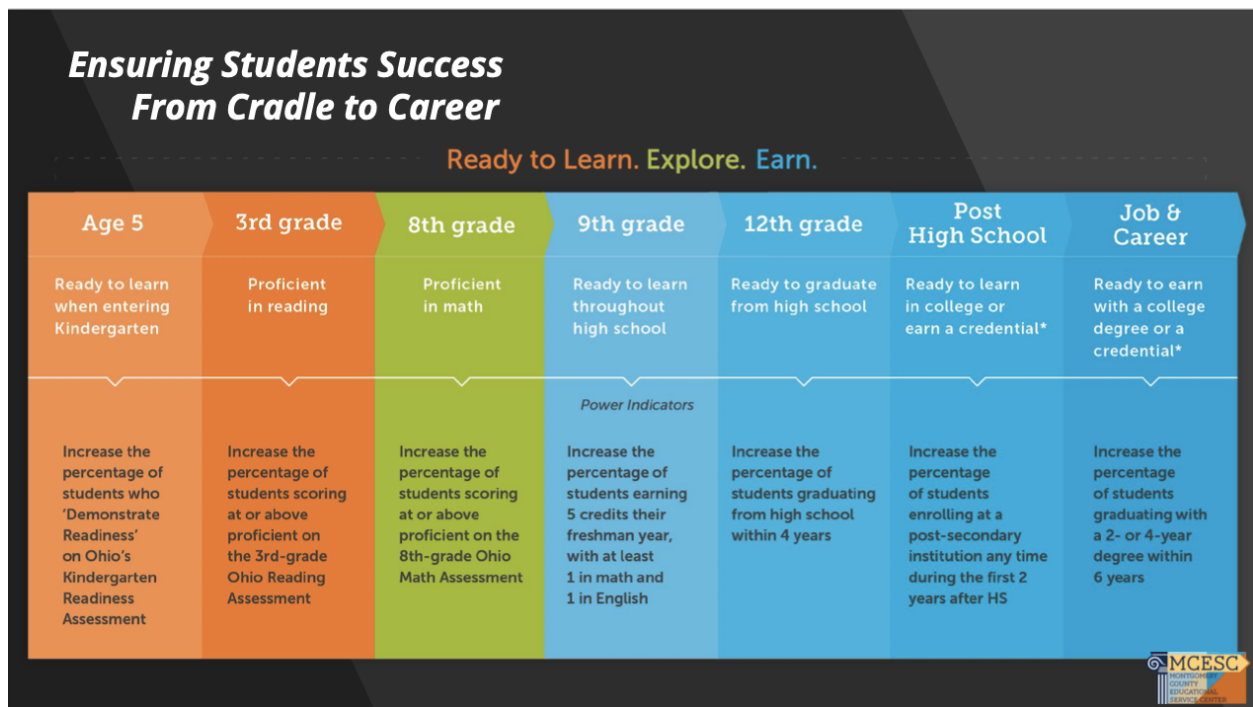 Ensuring Students Success
From Cradle to Career
Ready to Learn. Explore. Earn.
Age 5
Ready to learn
when entering
Kindergarten
Increase the
percentage of
students who
‘Demonstrate
Readiness’
on Ohio’s
Kindergarten
Readiness
Assessment
3rd grade
Proficient
in reading
Increase the
percentage of
students scoring
at or above
proficient on
the 3rd-grade
Ohio Reading
Assessment
8th grade
Proficient
in math
Increase the
percentage of
students scoring
at or above
proficient on the
8th-grade Ohio
Math Assessment
9th grade
Ready to learn
throughout
high school
Power Indicators
Increase the
percentage of
students earning
5 credits their
freshman year,
with at least
1 in math and
1 in English
12th grade
Ready to graduate
from high school
Increase the
percentage of
students graduating
from high school
within 4 years
Post
High School
Ready to learn
in college or
earn a credential*
Increase the
percentage
of students
enrolling at a
post-secondary
institution any time
during the first 2
years after HS
Job &
Career
Ready to earn
with a college
degree or a
credential*
Increase the
percentage
of students
graduating with
a 2- or 4-year
degree within
6 years
MCESC
MONTGOMERY
COUNTY
EDUCATIONAL
SERVICE CENTER